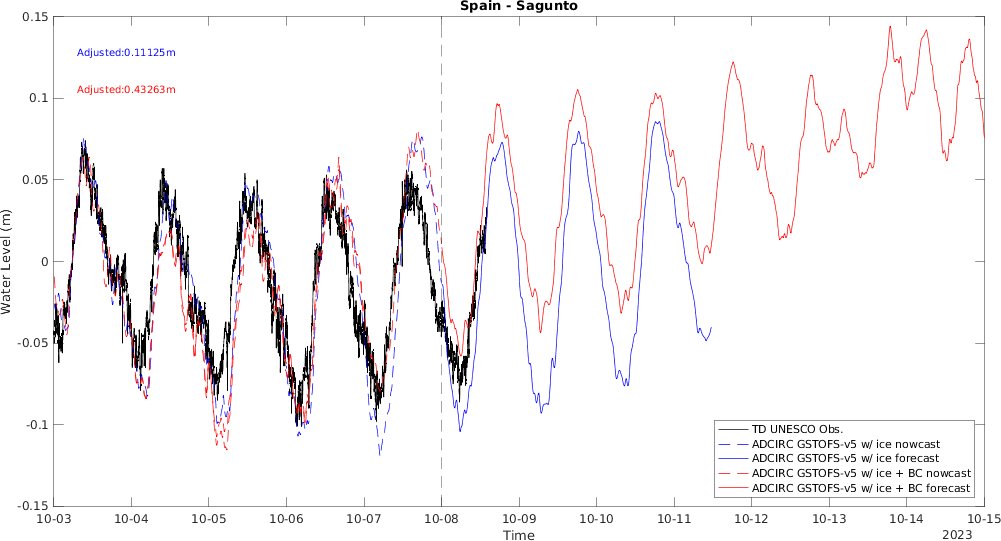 Spain - Sagunto
Adjusted:0.11125m
Adjusted:0.43263m
Water Level (m)
0.15
0.1
0.05
0
-0.05
-0.1
-0.15
TD UNESCO Obs.
ADCIRC GSTOFS-v5 w/ ice nowcast
ADCIRC GSTOFS-v5 w/ ice forecast
ADCIRC GSTOFS-v5 w/ ice + BC nowcast
ADCIRC GSTOFS-v5 w/ ice + BC forecast
10-03 10-04 10-05 10-06 10-07 10-08 10-09 10-10 10-11 10-12 10-13 10-14 10-15
Time
2023